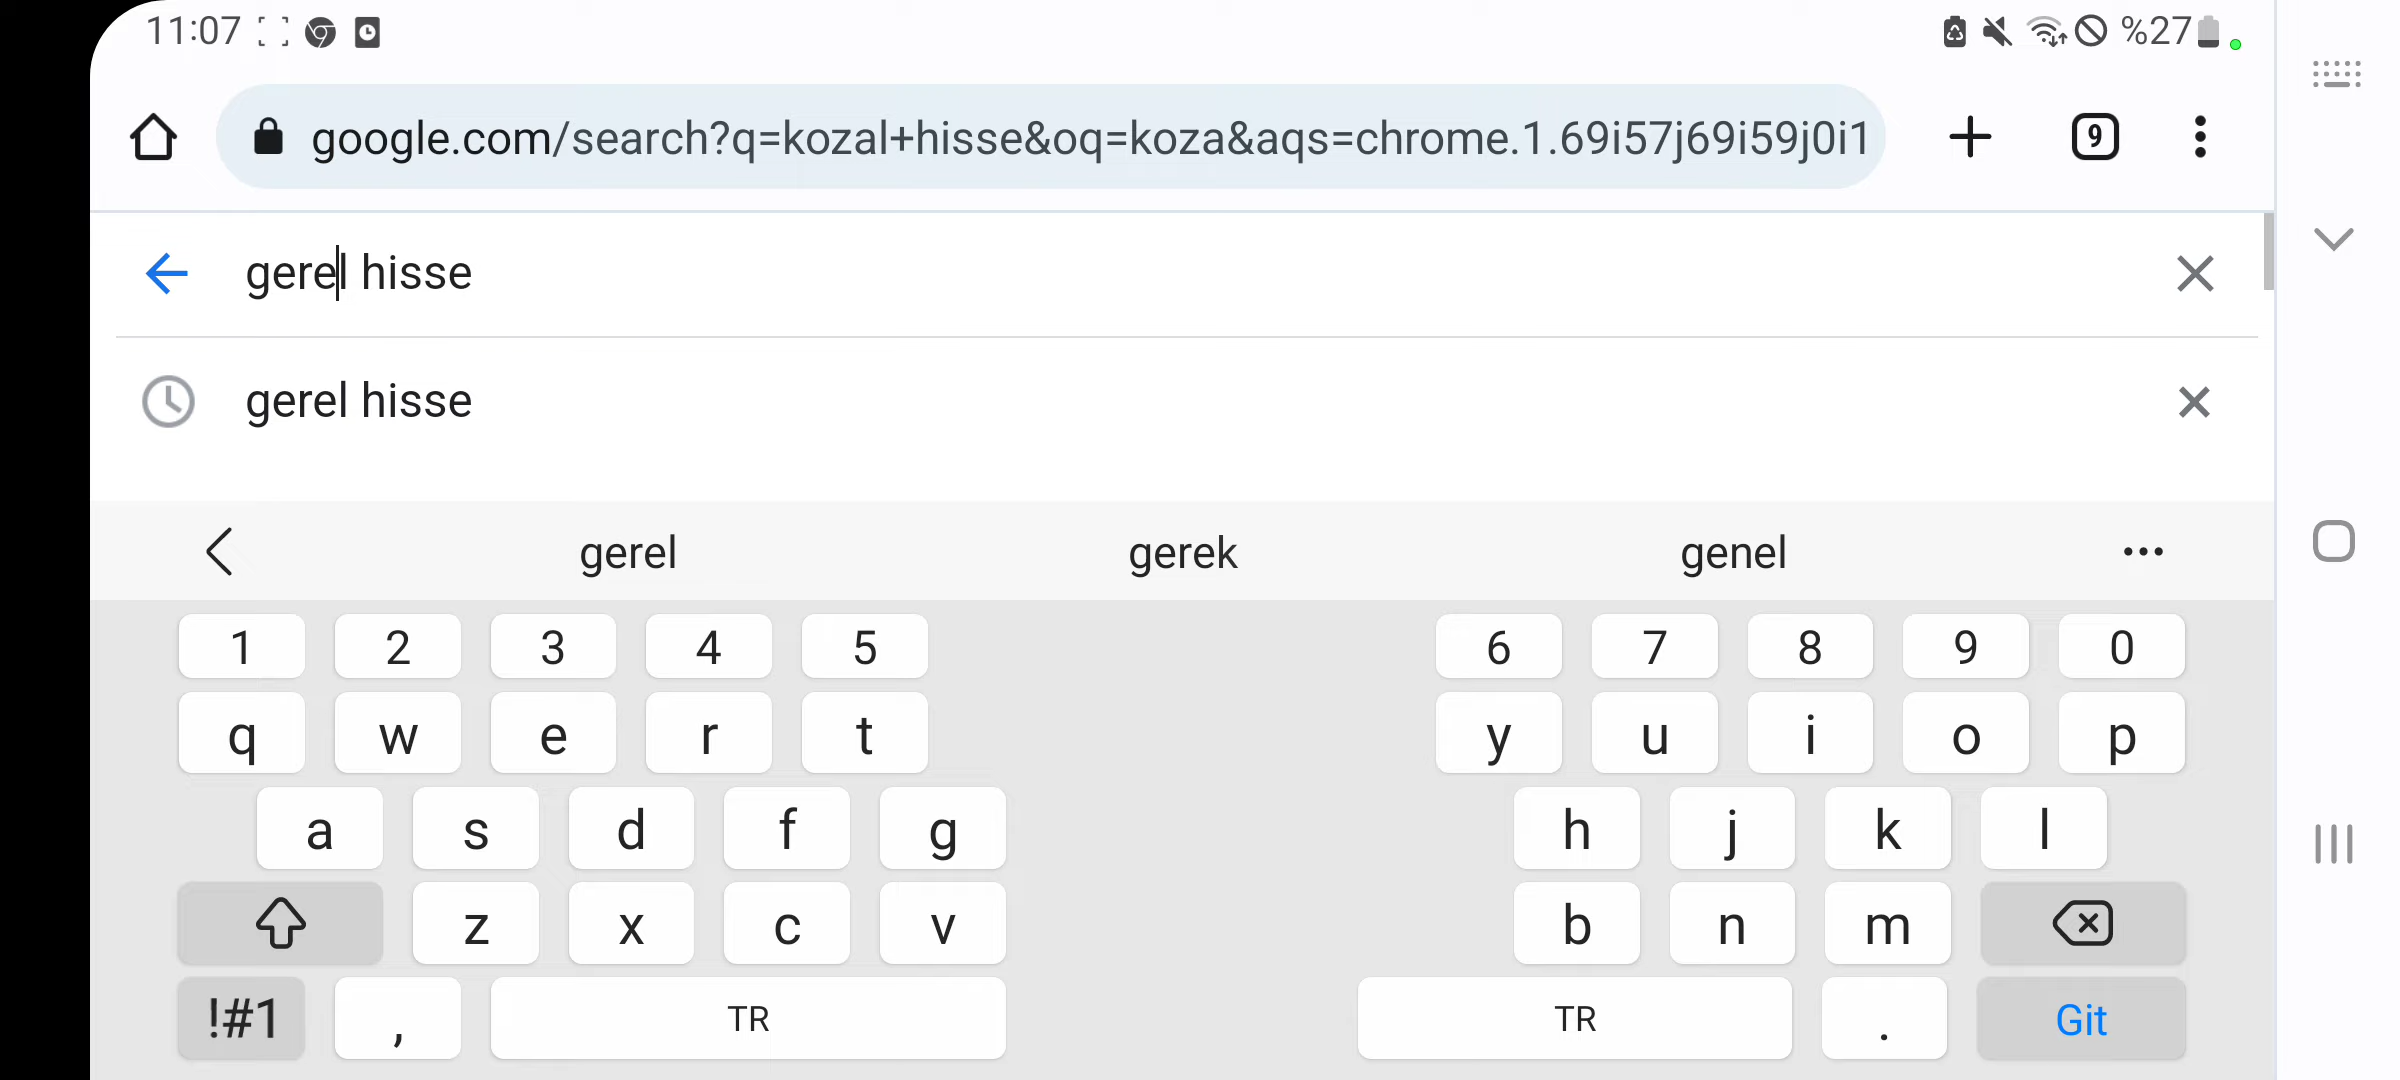 11:07 %27
google.com/search?q=kozal+hisse&oq=koza&aqs=chrome.1.69i57j69i59j0i1 9
gerel hisse
gerel hisse
gerel gerek genel ...
1 2 3 4 5 6 7 8 9 0
q w e r t y u i o p
a s d f g h j k l
z x c v b n m
!#1 , TR TR . Git